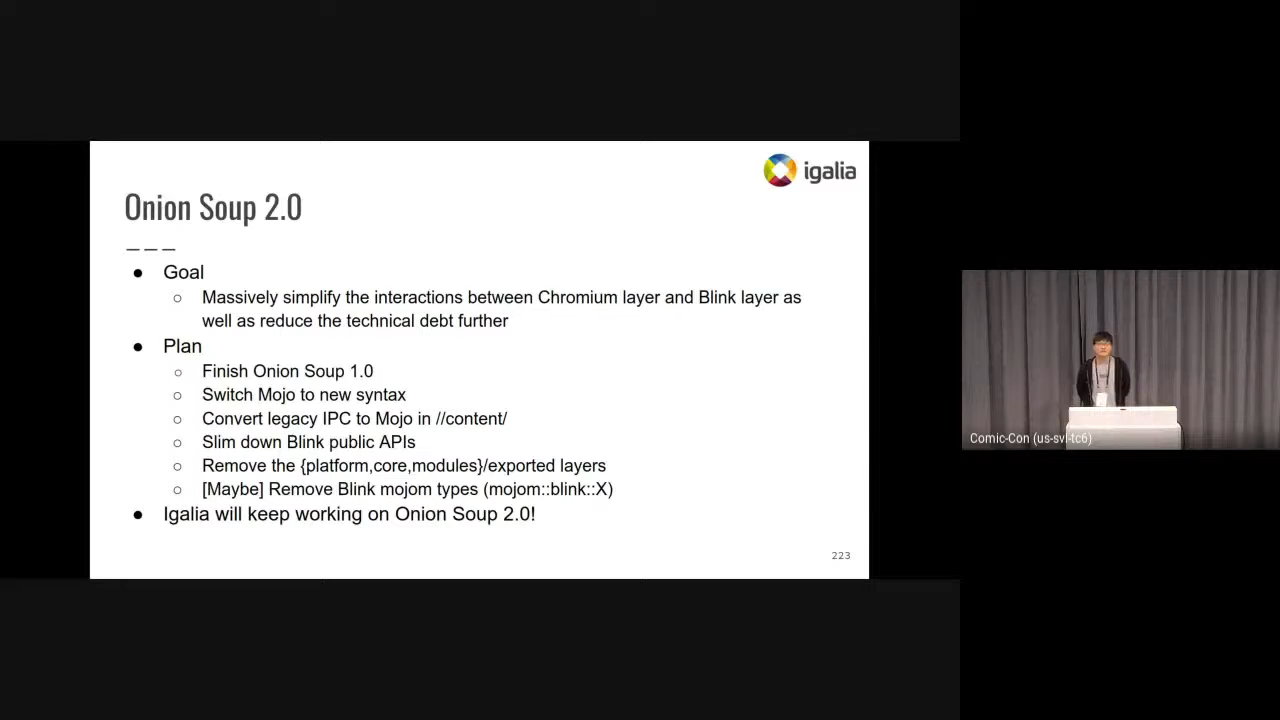 igalia
Onion Soup 2.0
● Goal
○ Massively simplify the interactions between Chromium layer and Blink layer as
well as reduce the technical debt further
● Plan
○ Finish Onion Soup 1.0
○ Switch Mojo to new syntax
○ Convert legacy IPC to Mojo in //content/
○ Slim down Blink public APIs
○ Remove the {platform,core,modules}/exported layers
○ [Maybe] Remove Blink mojom types (mojom::blink::X)
● Igalia will keep working on Onion Soup 2.0!
223
Comic-Con (us-svl-tc6)